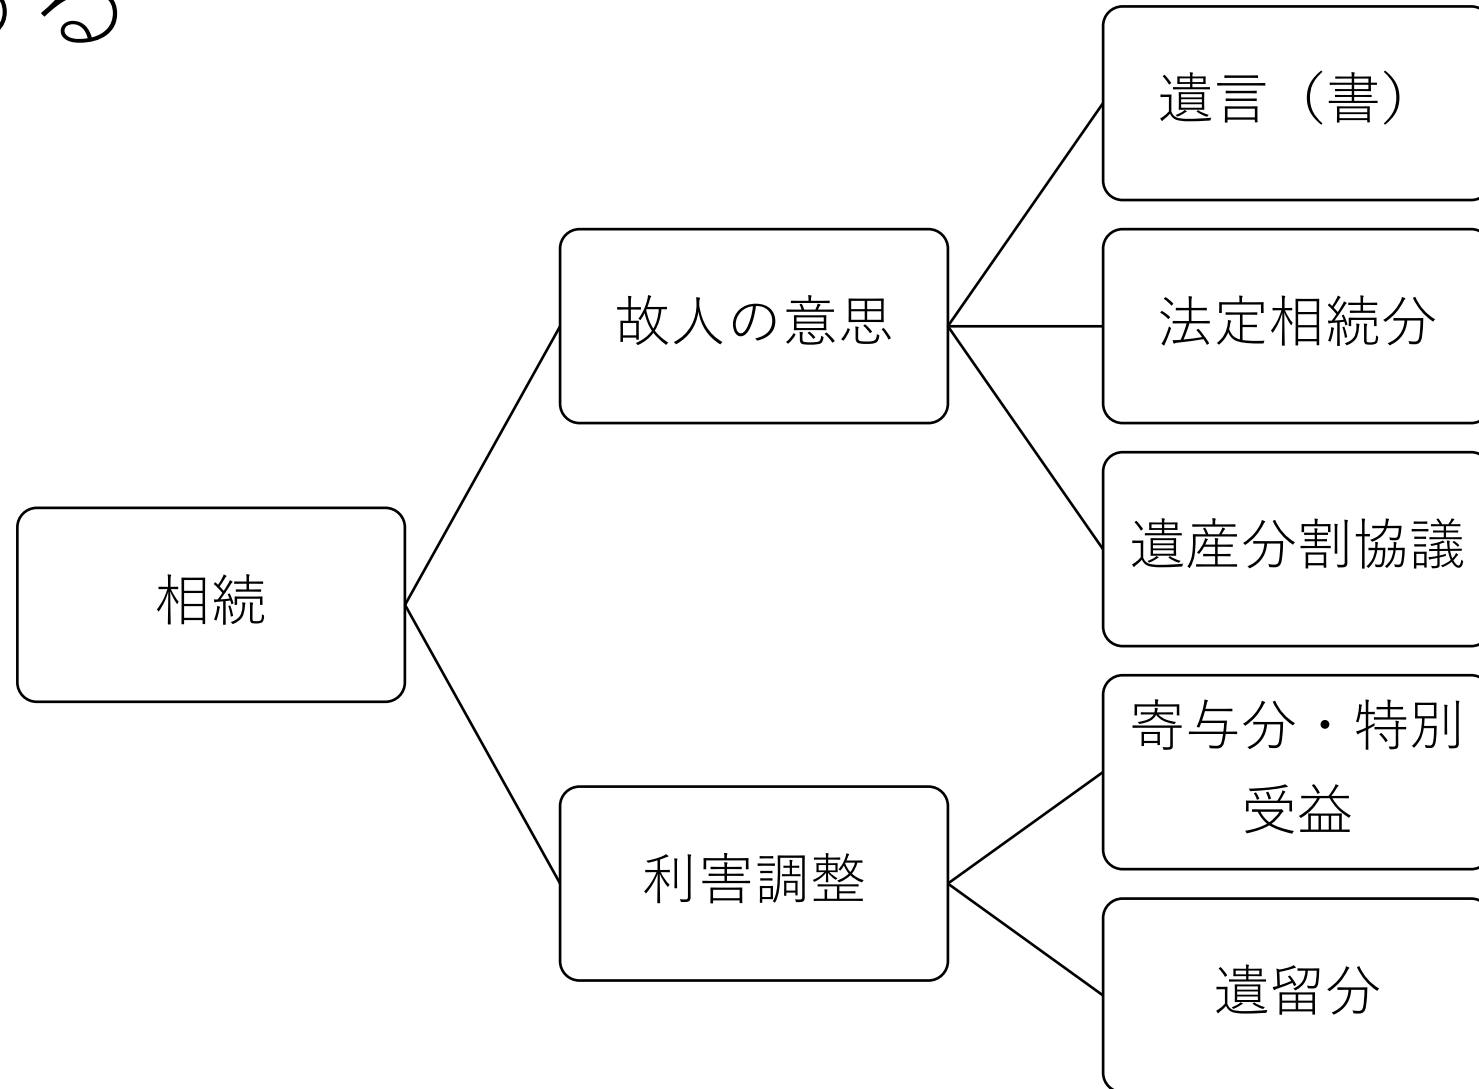 る
遺言（書）
故人の意思
法定相続分
遺産分割協議
相続
寄与分・特別
受益
利害調整
遺留分